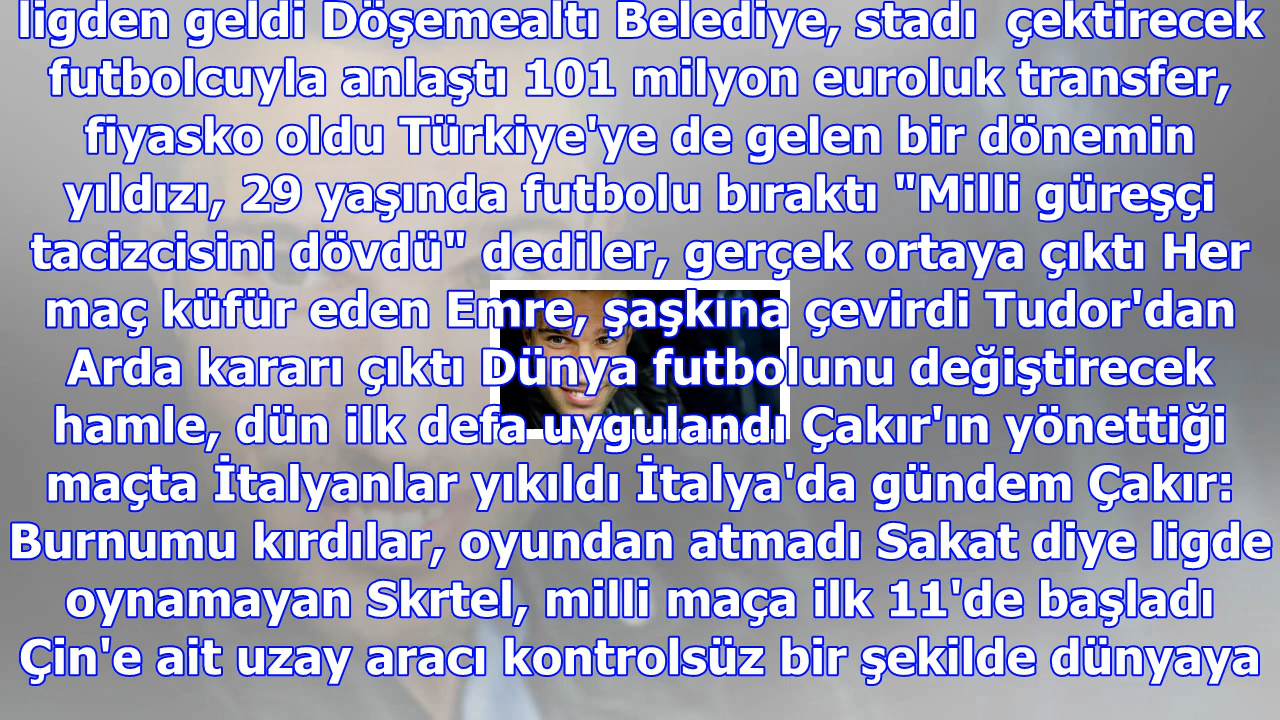 ligden geldi Döşemealtı Belediye, stadı  çektirecek
futbolcuyla anlaştı 101 milyon euroluk transfer,
fiyasko oldu Türkiye'ye de gelen bir dönemin
yıldızı, 29 yaşında futbolu bıraktı "Milli güreşçi
tacizcisini dövdü" dediler, gerçek ortaya çıktı Her
maç küfür eden Emre, şaşkına çevirdi Tudor'dan
Arda kararı çıktı Dünya futbolunu değiştirecek
hamle, dün ilk defa uygulandı Çakır'ın yönettiği
maçta İtalyanlar yıkıldı İtalya'da gündem Çakır:
Burnumu kırdılar, oyundan atmadı Sakat diye ligde
oynamayan Skrtel, milli maça ilk 11'de başladı
Çin'e ait uzay aracı kontrolsüz bir şekilde dünyaya